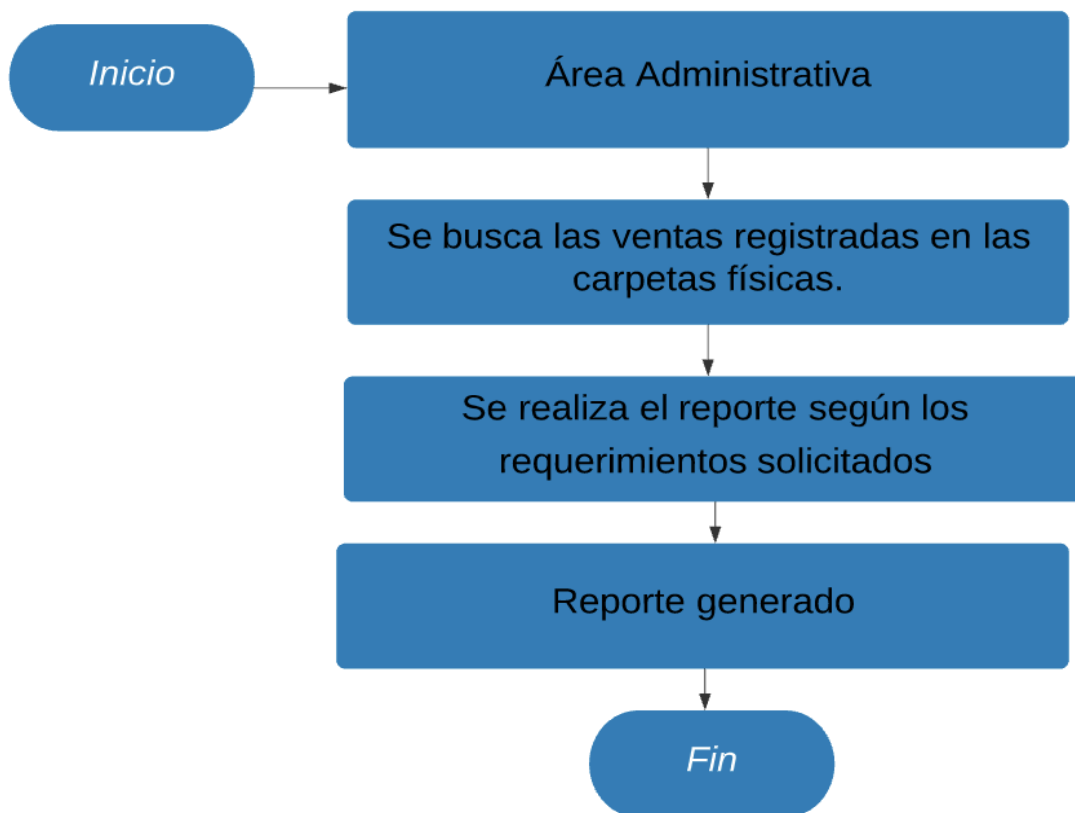 Inicio
Área Administrativa
Se busca las ventas registradas en las
carpetas físicas.
Se realiza el reporte según los
requerimientos solicitados
Reporte generado
Fin